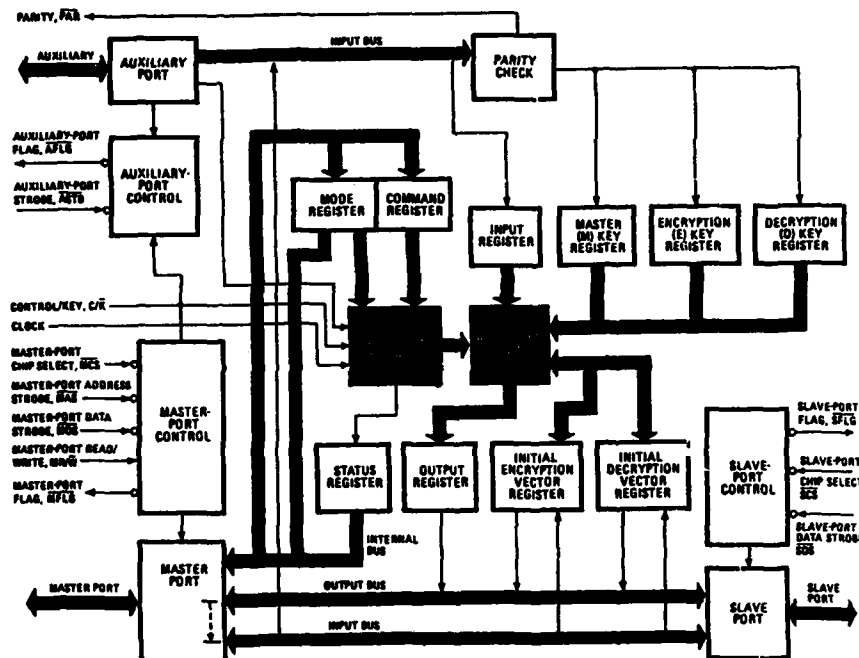 PARITY, PAR
AUXILIARY
AUXILIARY
PORT
INPUT BUS
PARITY
CHECK
AUXILIARY-PORT
FLAG, AFLG
AUXILIARY-PORT
STROBE, ASTB
AUXILIARY-
PORT
CONTROL
MODE
REGISTER
COMMAND
REGISTER
INPUT
REGISTER
MASTER
(M) KEY
REGISTER
ENCRYPTION
(E) KEY
REGISTER
DECRYPTION
(D) KEY
REGISTER
CONTROL/KEY, C/K
CLOCK
MASTER-PORT
CHIP SELECT, MCS
MASTER-PORT ADDRESS
STROBE, MAS
MASTER-PORT DATA
STROBE, MDS
MASTER-PORT READ/
WRITE, MR/W
MASTER-PORT
FLAG, MFLG
MASTER-
PORT
CONTROL
STATUS
REGISTER
OUTPUT
REGISTER
INITIAL
ENCRYPTION
VECTOR
REGISTER
INITIAL
DECRYPTION
VECTOR
REGISTER
SLAVE-
PORT
CONTROL
SLAVE-PORT
FLAG, SFLG
SLAVE-PORT
CHIP SELECT
SCS
SLAVE-PORT
DATA STROBE
SDS
INTERNAL
BUS
MASTER PORT
MASTER
PORT
OUTPUT BUS
INPUT BUS
SLAVE
PORT
SLAVE
PORT